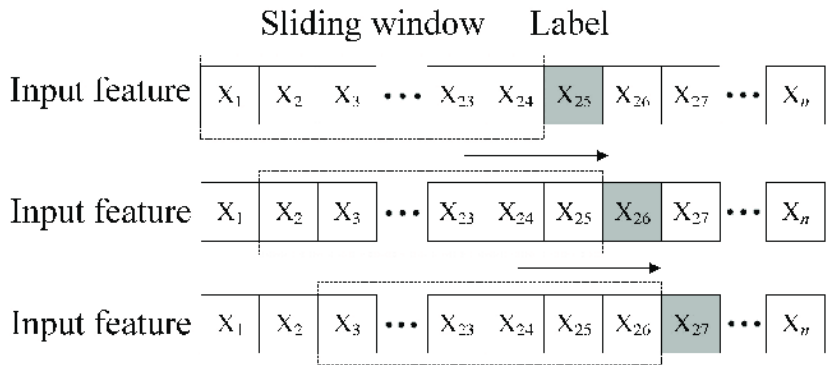 Sliding window Label
Input feature X₁ X₂ X₃ ••• X₂₃ X₂₄ X₂₅ X₂₆ X₂₇ ••• Xₙ
Input feature X₁ X₂ X₃ ••• X₂₃ X₂₄ X₂₅ X₂₆ X₂₇ ••• Xₙ
Input feature X₁ X₂ X₃ ••• X₂₃ X₂₄ X₂₅ X₂₆ X₂₇ ••• Xₙ